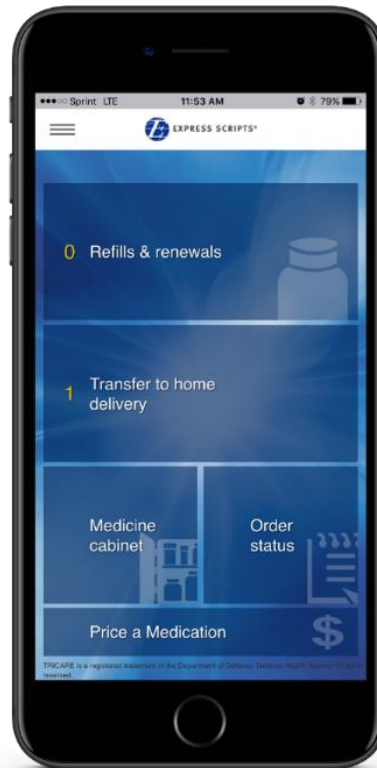 Sprint LTE 11:53 AM 79%
EXPRESS SCRIPTS®
0 Refills & renewals
1 Transfer to home
delivery
Medicine
cabinet
Order
status
Price a Medication
$
TRICARE is a registered trademark of the Department of Defense, Defense Health Agency. All rights
reserved.